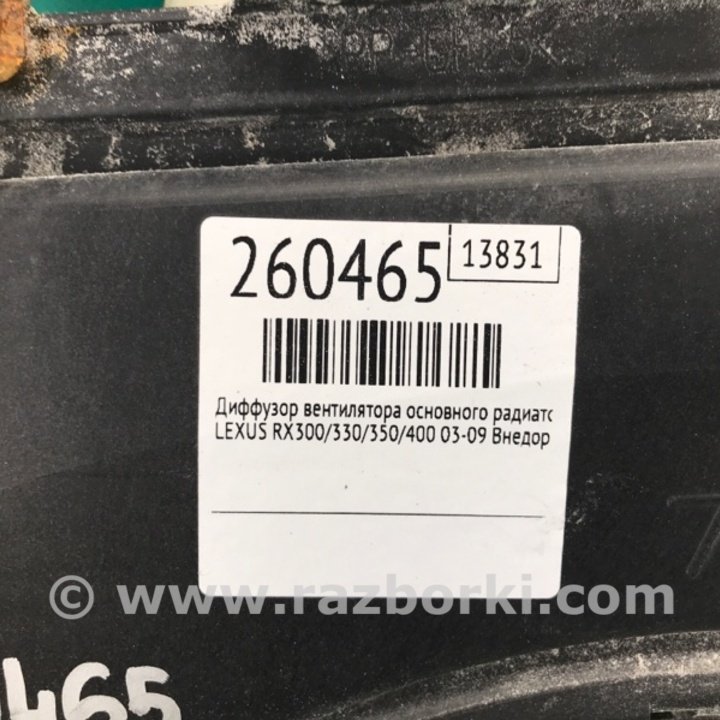 260465
13831
Диффузор вентилятора основного радиатс
LEXUS RX300/330/350/400 03-09 Внедор
© www.razborki.com
465